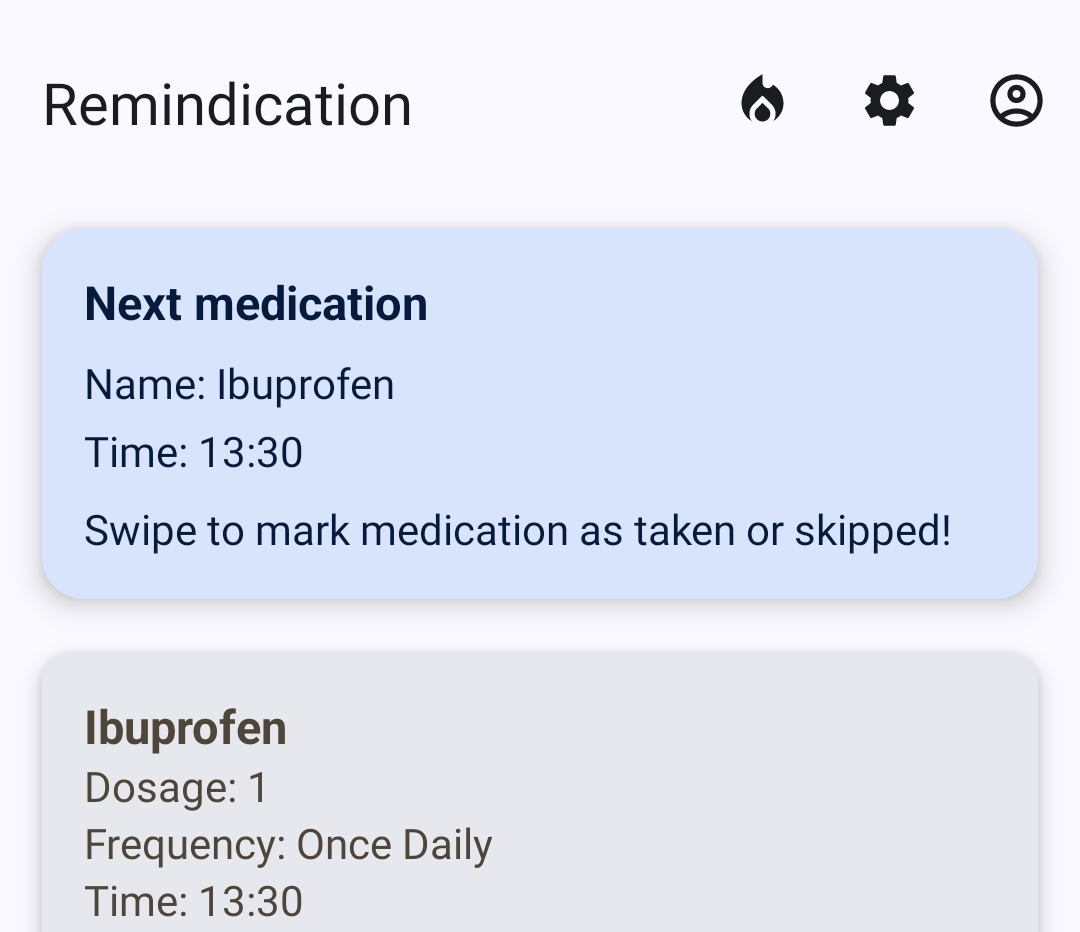 Remindication
Next medication
Name: Ibuprofen
Time: 13:30
Swipe to mark medication as taken or skipped!
Ibuprofen
Dosage: 1
Frequency: Once Daily
Time: 13:30